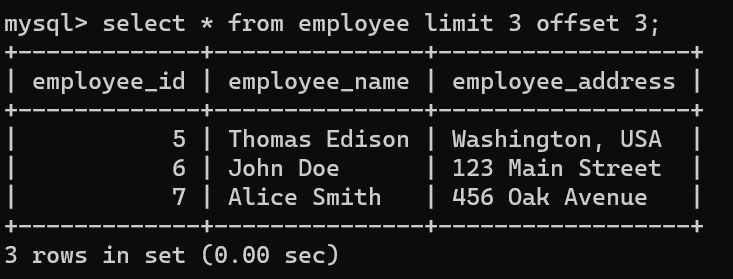 mysql> select * from employee limit 3 offset 3;
+-------------+---------------+------------------+
| employee_id | employee_name | employee_address |
+-------------+---------------+------------------+
|           5 | Thomas Edison | Washington, USA  |
|           6 | John Doe      | 123 Main Street  |
|           7 | Alice Smith   | 456 Oak Avenue   |
+-------------+---------------+------------------+
3 rows in set (0.00 sec)